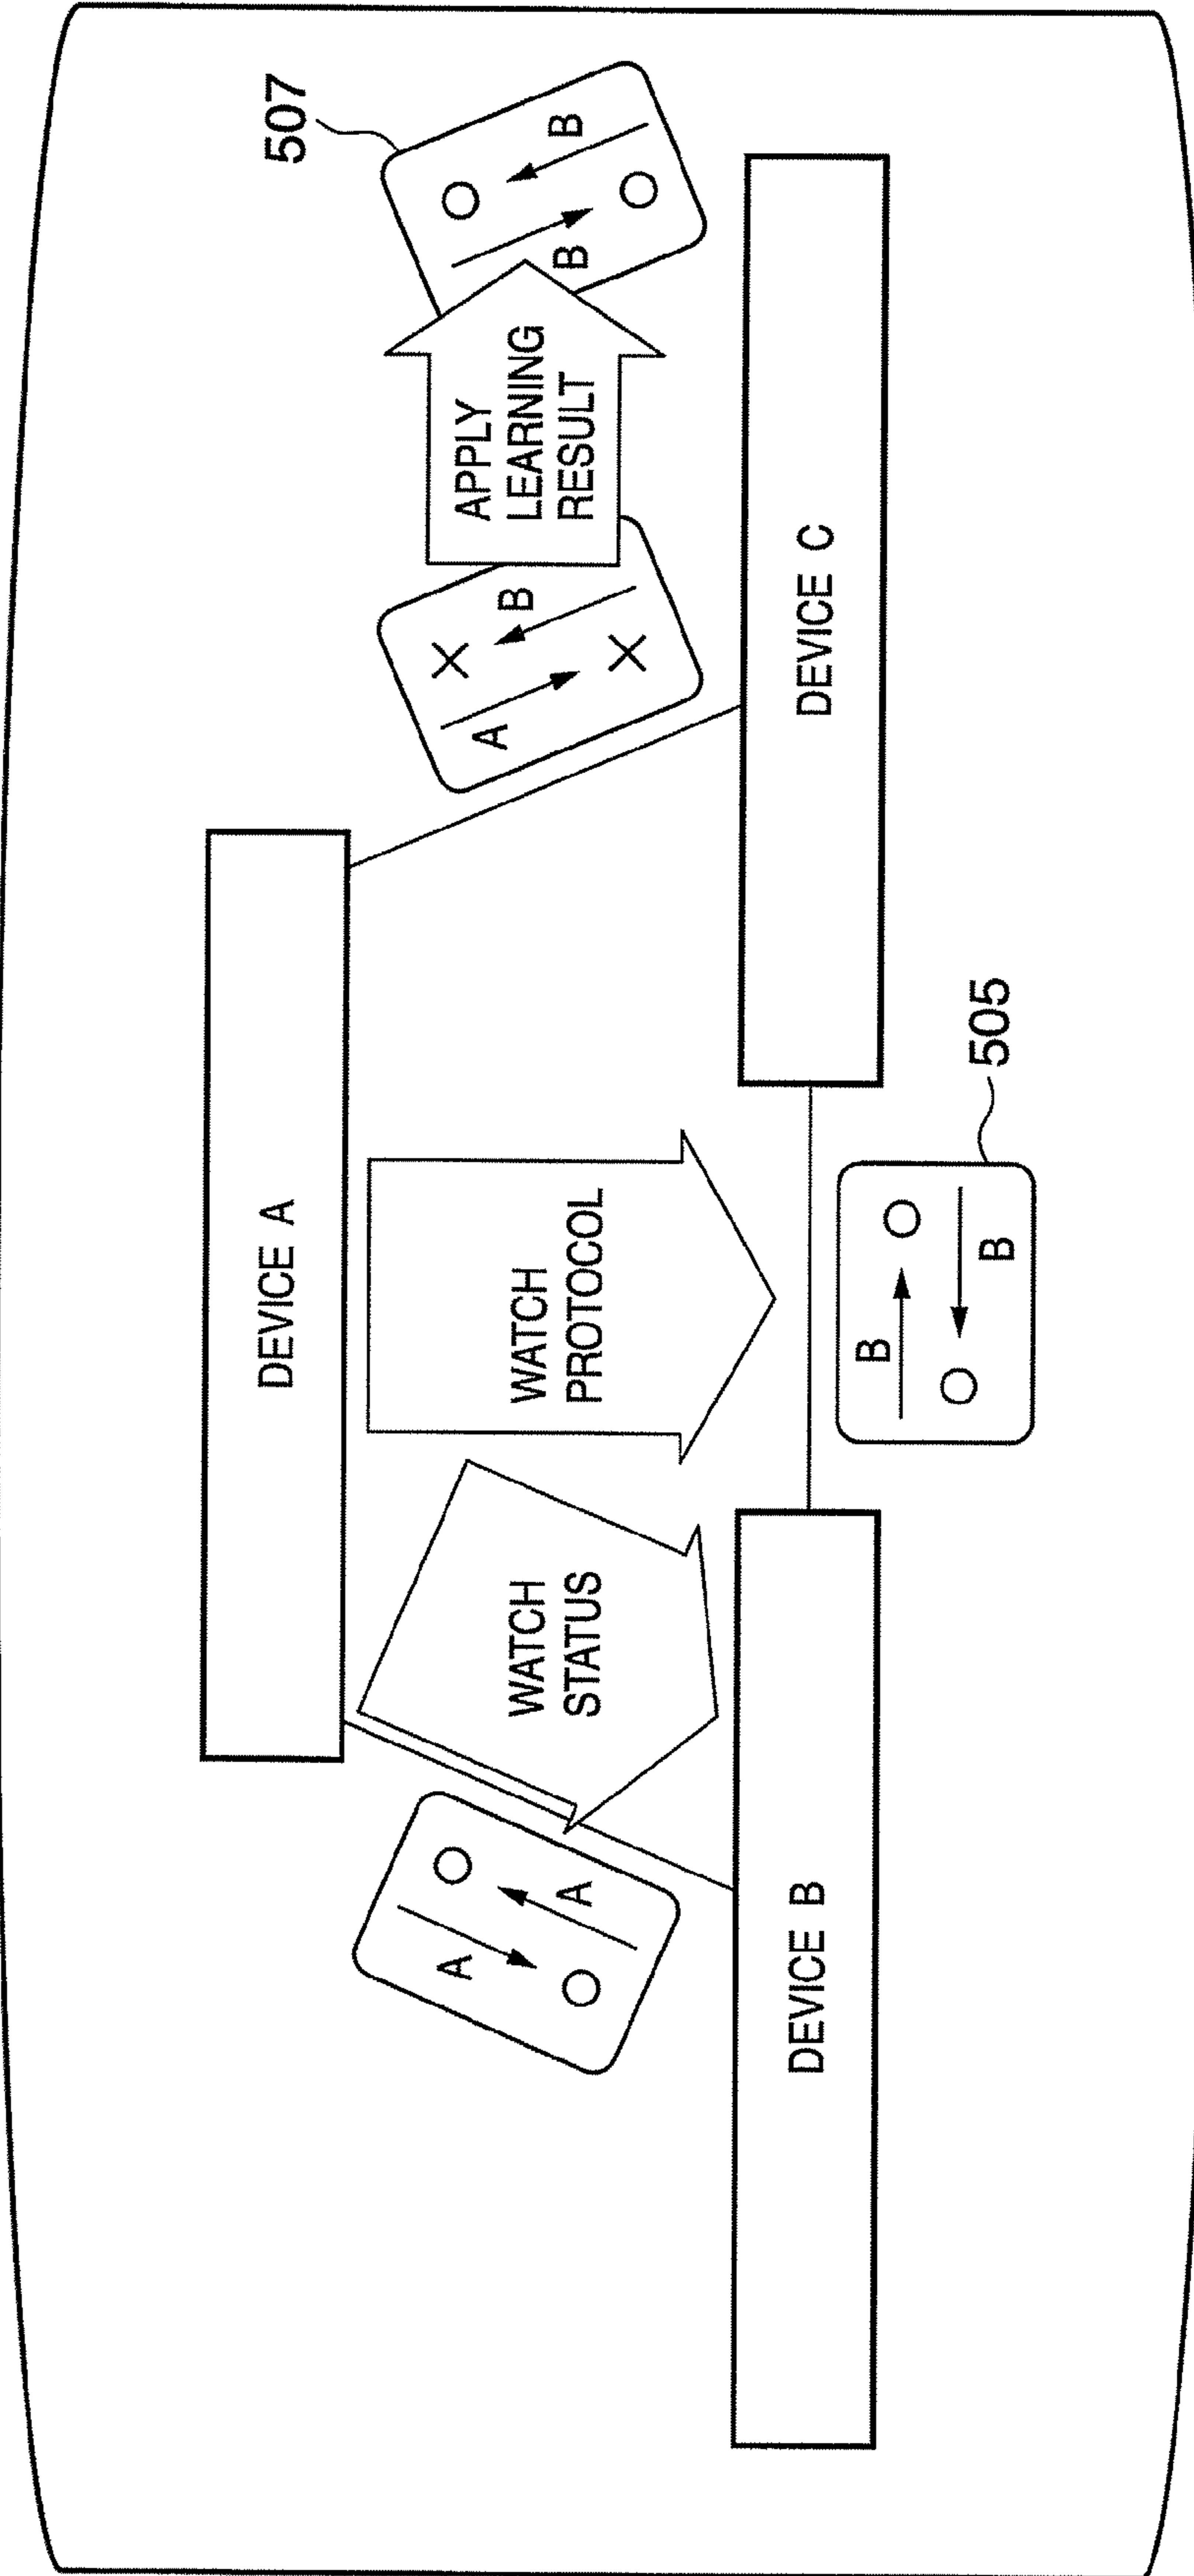 507
DEVICE A
A
A
WATCH
STATUS
WATCH
PROTOCOL
A
B
APPLY
LEARNING
RESULT
B
B
DEVICE B
DEVICE C
B
B
505